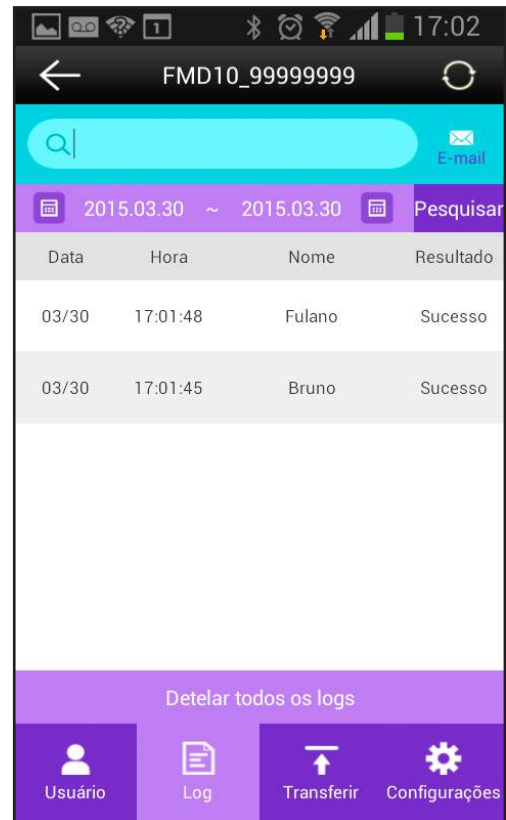 1 17:02
FMD10_99999999
E-mail
2015.03.30 ~ 2015.03.30 Pesquisar
Data Hora Nome Resultado
03/30 17:01:48 Fulano Sucesso
03/30 17:01:45 Bruno Sucesso
Detelar todos os logs
Usuário Log Transferir Configurações